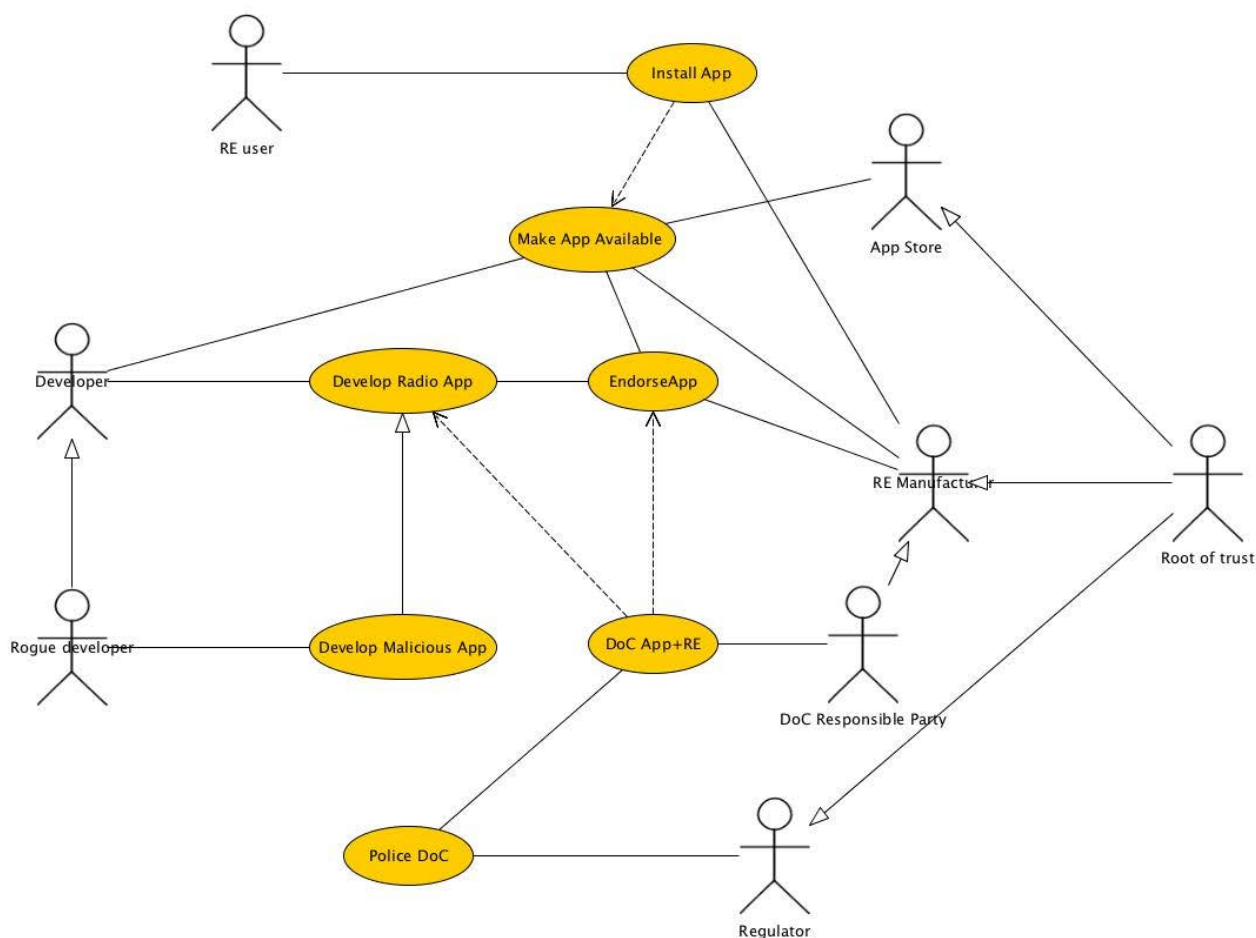 Install App
RE user
Make App Available
App Store
Developer
Develop Radio App
EndorseApp
RE Manufacturer
Root of trust
Rogue developer
Develop Malicious App
DoC App+RE
DoC Responsible Party
Police DoC
Regulator